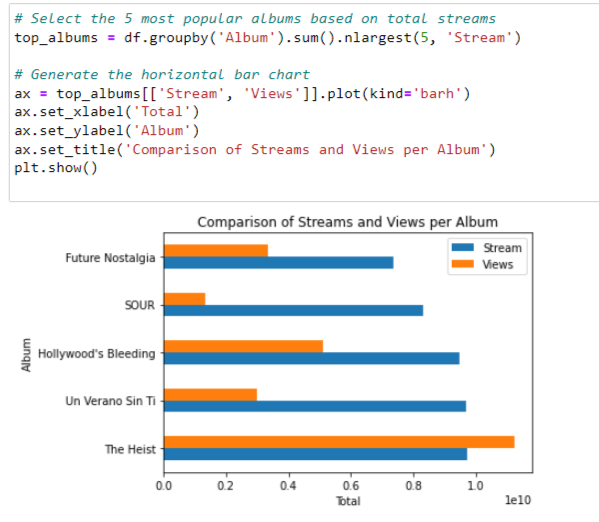 # Select the 5 most popular albums based on total streams
top_albums = df.groupby('Album').sum().nlargest(5, 'Stream')
# Generate the horizontal bar chart
ax = top_albums[['Stream', 'Views']].plot(kind='barh')
ax.set_xlabel('Total')
ax.set_ylabel('Album')
ax.set_title('Comparison of Streams and Views per Album')
plt.show()
Comparison of Streams and Views per Album
Stream
Views
Future Nostalgia
SOUR
Hollywood's Bleeding
Un Verano Sin Ti
The Heist
Album
0.0 0.2 0.4 0.6 0.8 1.0
1e10
Total